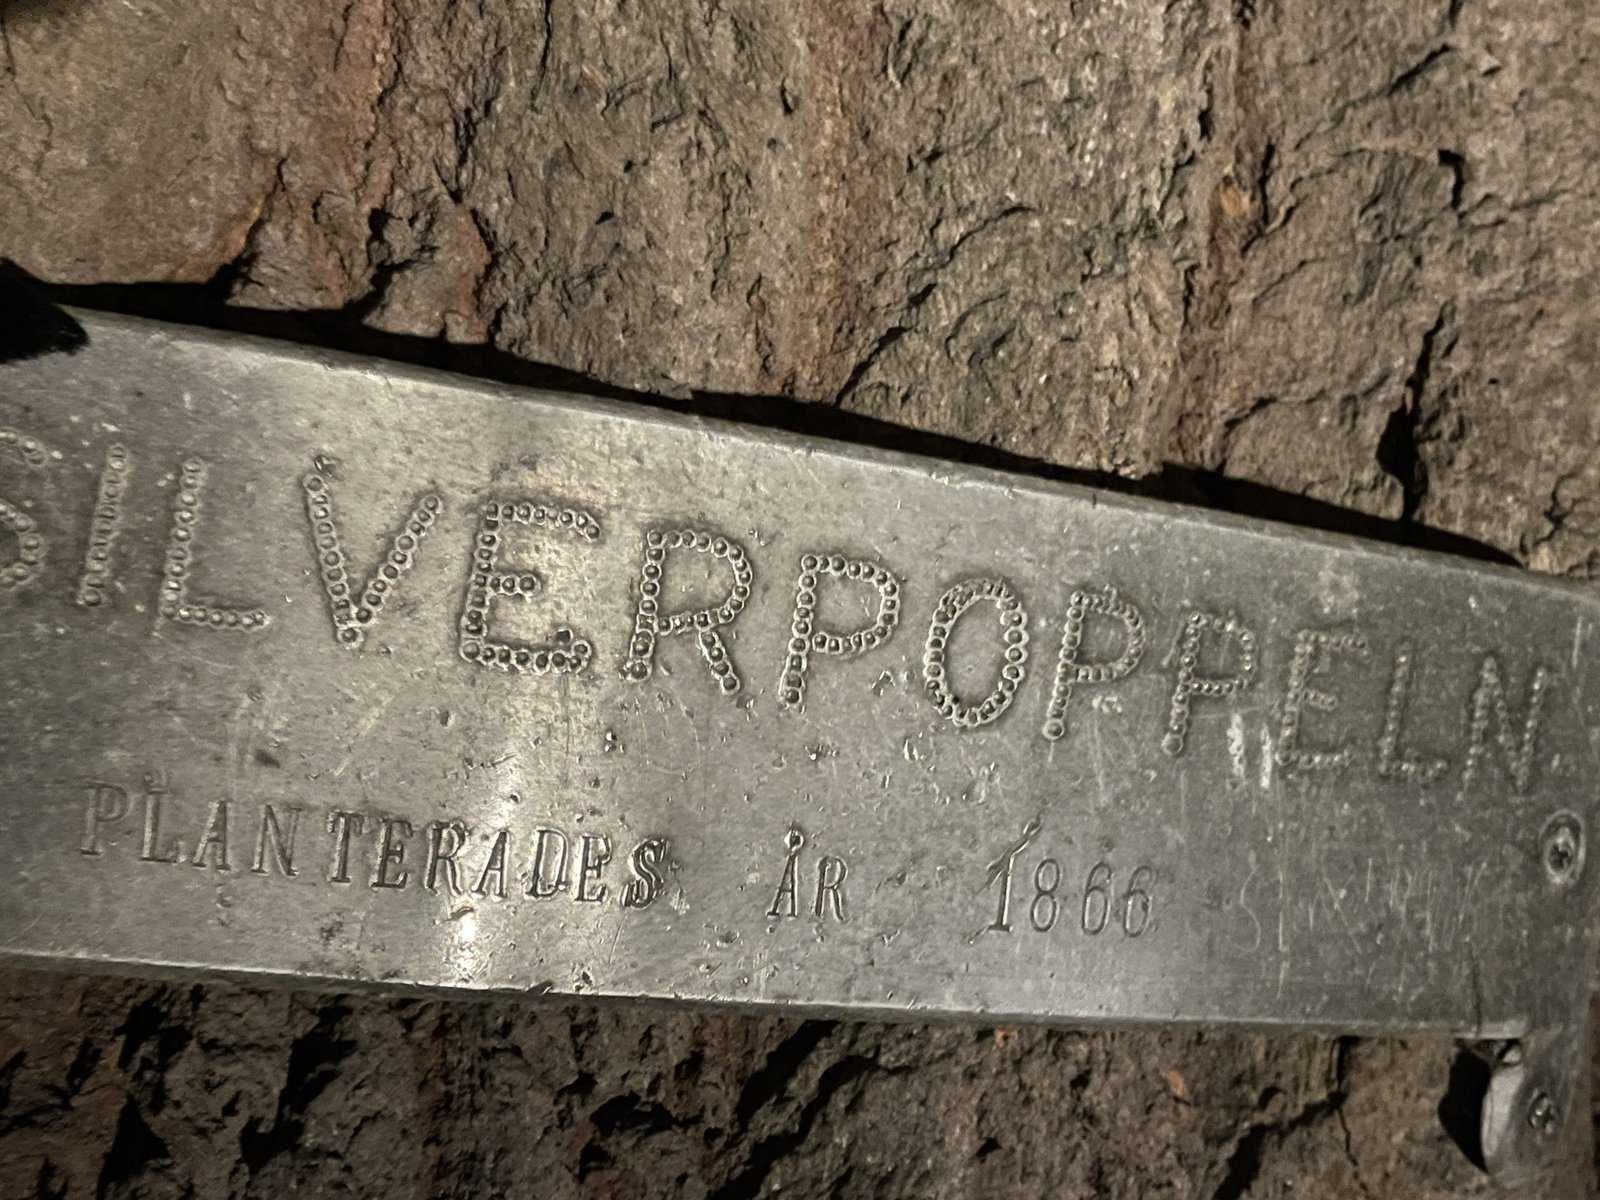 SILVERPOPPELN
PLANTERADES ÅR 1866